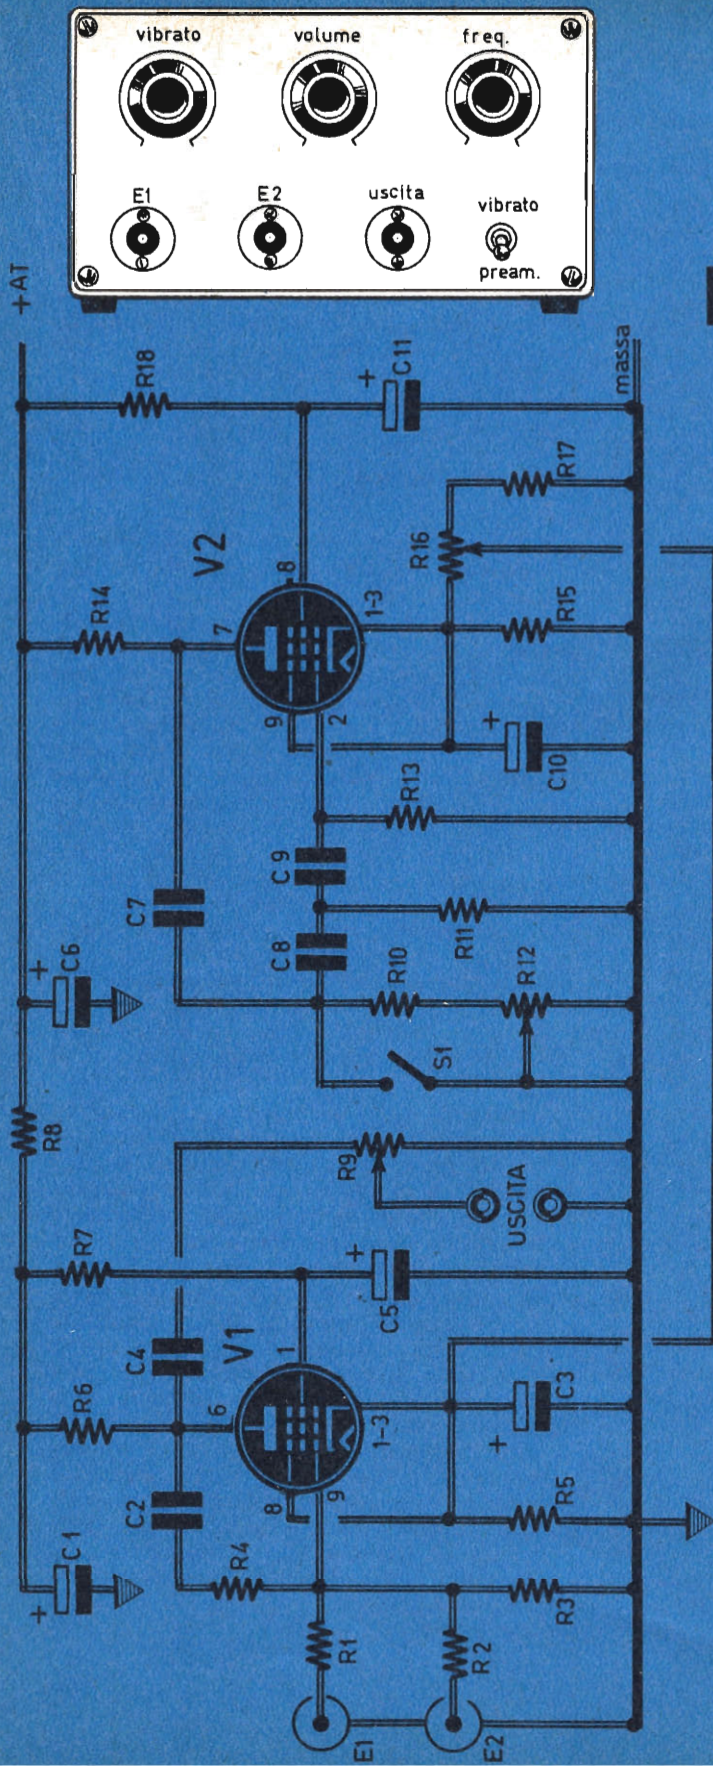 vibrato
volume
freq.
E1
E2
uscita
vibrato
pream.
+AT
R18
C11
+
massa
R14
V2
7
8
9
2
1-3
R16
R17
R15
+
C10
R13
C7
C9
C8
R11
R10
R12
S1
+
C6
R8
R9
USCITA
R7
+
C5
C4
V1
R6
6
1
8
9
1-3
C2
+
C3
R5
R4
+
C1
R1
R2
R3
E1
E2